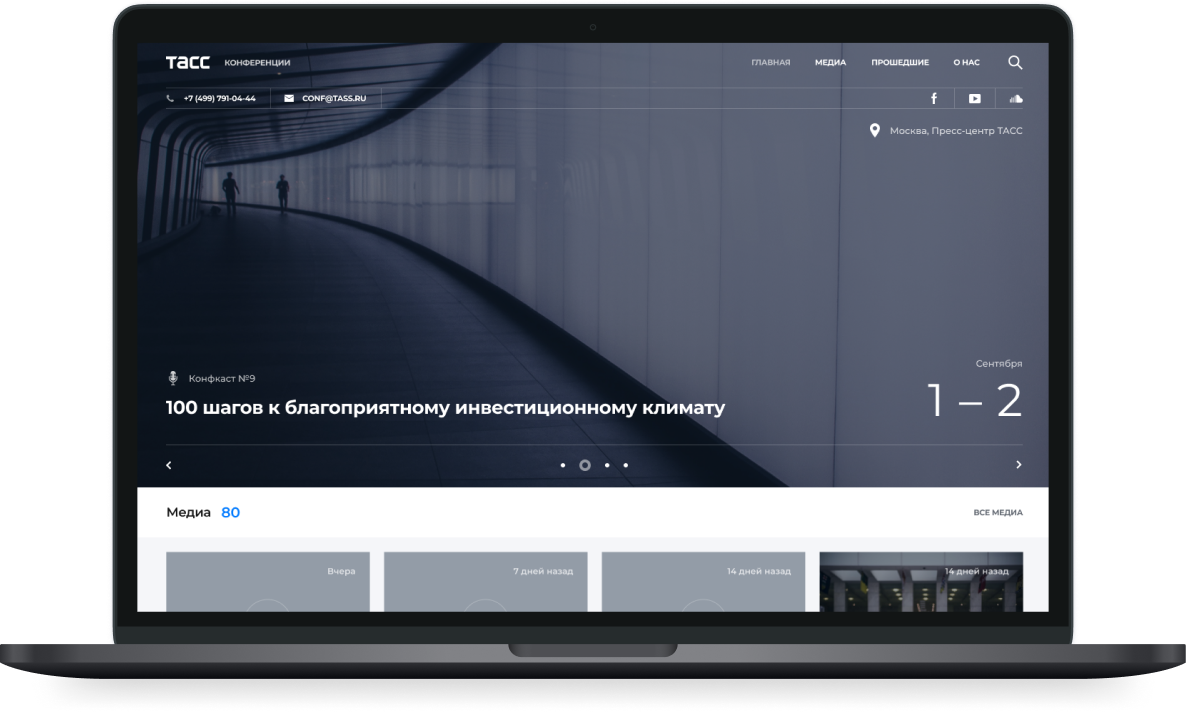 тасс КОНФЕРЕНЦИИ ГЛАВНАЯ МЕДИА ПРОШЕДШИЕ О НАС
+7 (499) 791-04-44 CONF@TASS.RU
Москва, Пресс-центр ТАСС
Сентября
Конфкаст №9
1 – 2
100 шагов к благоприятному инвестиционному климату
Медиа 80 ВСЕ МЕДИА
Вчера 7 дней назад 14 дней назад 14 дней назад